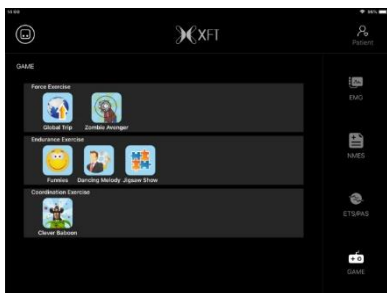 XFT
Patient
GAME
Force Exercise
Global Trip Zombie Avenger
Endurance Exercise
Funnies Dancing Melody Jigsaw Show
Coordination Exercise
Clever Baboon
EMG
NMES
ETS/PAS
GAME